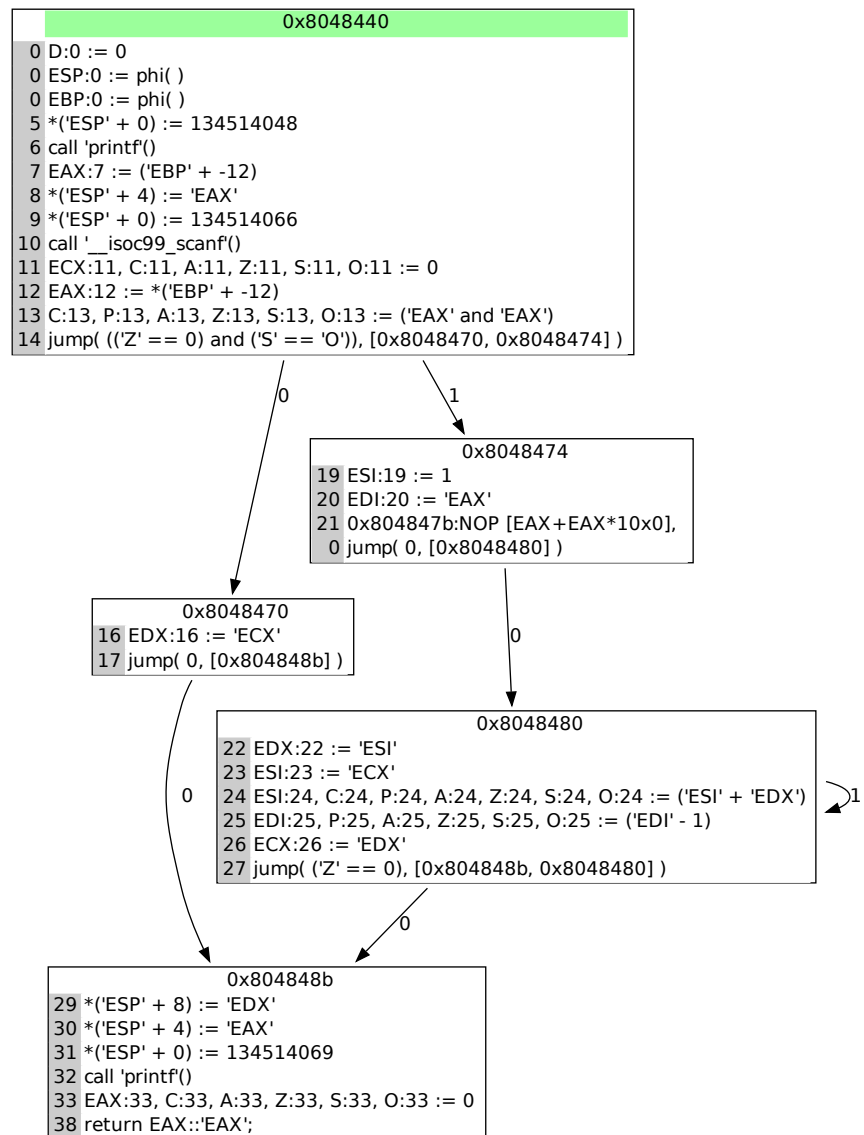 0x8048440
0 D:0 := 0
0 ESP:0 := phi( )
0 EBP:0 := phi( )
5 *('ESP' + 0) := 134514048
6 call 'printf'()
7 EAX:7 := ('EBP' + -12)
8 *('ESP' + 4) := 'EAX'
9 *('ESP' + 0) := 134514066
10 call '__isoc99_scanf'()
11 ECX:11, C:11, A:11, Z:11, S:11, O:11 := 0
12 EAX:12 := *('EBP' + -12)
13 C:13, P:13, A:13, Z:13, S:13, O:13 := ('EAX' and 'EAX')
14 jump( (('Z' == 0) and ('S' == 'O')), [0x8048470, 0x8048474] )
0
1
0x8048474
19 ESI:19 := 1
20 EDI:20 := 'EAX'
21 0x804847b:NOP [EAX+EAX*10x0],
0 jump( 0, [0x8048480] )
0x8048470
16 EDX:16 := 'ECX'
17 jump( 0, [0x804848b] )
0
0x8048480
22 EDX:22 := 'ESI'
23 ESI:23 := 'ECX'
24 ESI:24, C:24, P:24, A:24, Z:24, S:24, O:24 := ('ESI' + 'EDX')
25 EDI:25, P:25, A:25, Z:25, S:25, O:25 := ('EDI' - 1)
26 ECX:26 := 'EDX'
27 jump( ('Z' == 0), [0x804848b, 0x8048480] )
0
1
0
0x804848b
29 *('ESP' + 8) := 'EDX'
30 *('ESP' + 4) := 'EAX'
31 *('ESP' + 0) := 134514069
32 call 'printf'()
33 EAX:33, C:33, A:33, Z:33, S:33, O:33 := 0
38 return EAX::'EAX';